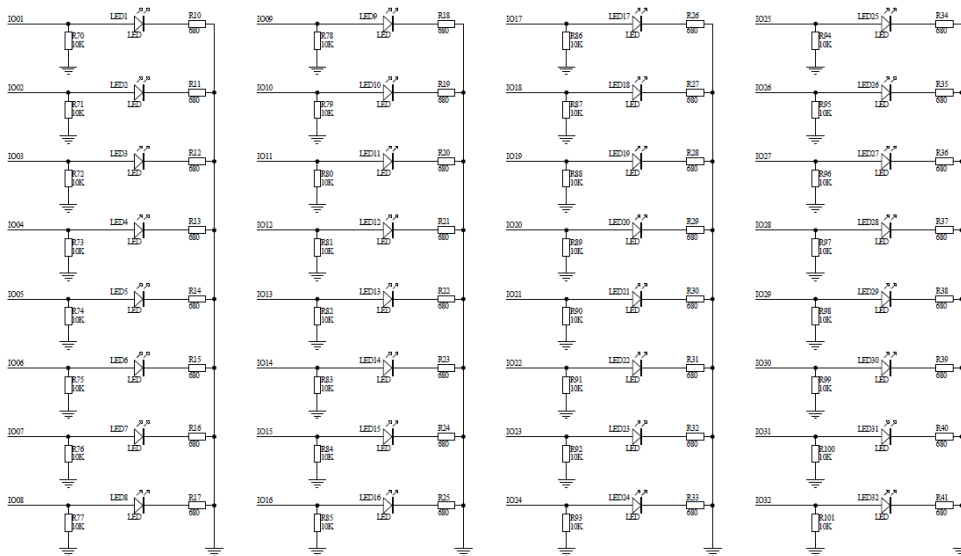 IO01 LED1 R10 IO09 LED9 R18 IO17 LED17 R26 IO25 LED25 R34
R70 10K LED 680 R78 10K LED 680 R86 10K LED 680 R94 10K LED 680
IO02 LED2 R11 IO10 LED10 R19 IO18 LED18 R27 IO26 LED26 R35
R71 10K LED 680 R79 10K LED 680 R87 10K LED 680 R95 10K LED 680
IO03 LED3 R12 IO11 LED11 R20 IO19 LED19 R28 IO27 LED27 R36
R72 10K LED 680 R80 10K LED 680 R88 10K LED 680 R96 10K LED 680
IO04 LED4 R13 IO12 LED12 R21 IO20 LED20 R29 IO28 LED28 R37
R73 10K LED 680 R81 10K LED 680 R89 10K LED 680 R97 10K LED 680
IO05 LED5 R14 IO13 LED13 R22 IO21 LED21 R30 IO29 LED29 R38
R74 10K LED 680 R82 10K LED 680 R90 10K LED 680 R98 10K LED 680
IO06 LED6 R15 IO14 LED14 R23 IO22 LED22 R31 IO30 LED30 R39
R75 10K LED 680 R83 10K LED 680 R91 10K LED 680 R99 10K LED 680
IO07 LED7 R16 IO15 LED15 R24 IO23 LED23 R32 IO31 LED31 R40
R76 10K LED 680 R84 10K LED 680 R92 10K LED 680 R100 10K LED 680
IO08 LED8 R17 IO16 LED16 R25 IO24 LED24 R33 IO32 LED32 R41
R77 10K LED 680 R85 10K LED 680 R93 10K LED 680 R101 10K LED 680